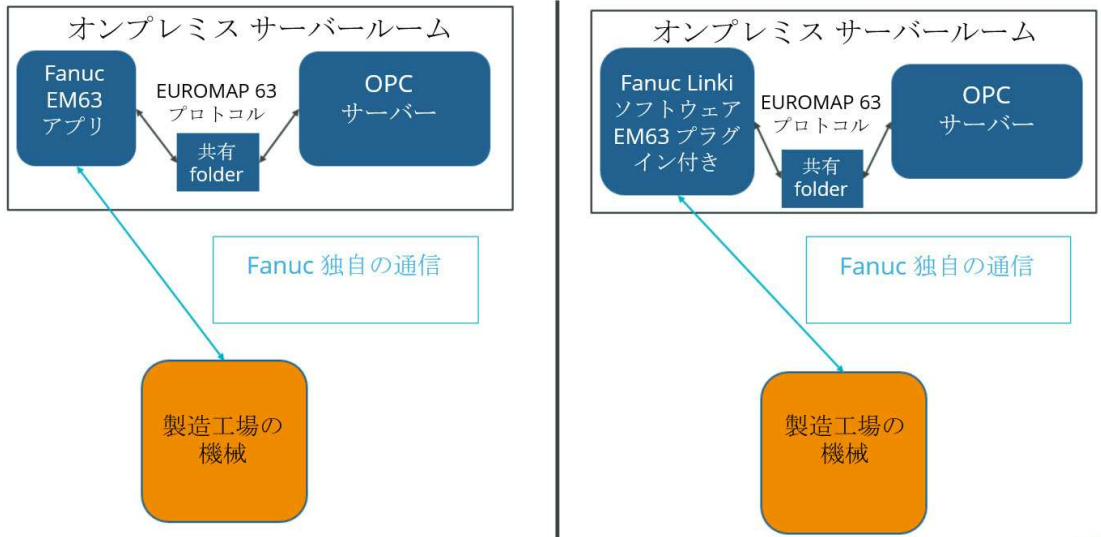 オンプレミス サーバールーム
Fanuc
EM63
アプリ
EUROMAP 63
プロトコル
共有
folder
OPC
サーバー
Fanuc 独自の通信
製造工場の
機械
オンプレミス サーバールーム
Fanuc Linki
ソフトウェア
EM63 プラグ
イン付き
EUROMAP 63
プロトコル
共有
folder
OPC
サーバー
Fanuc 独自の通信
製造工場の
機械